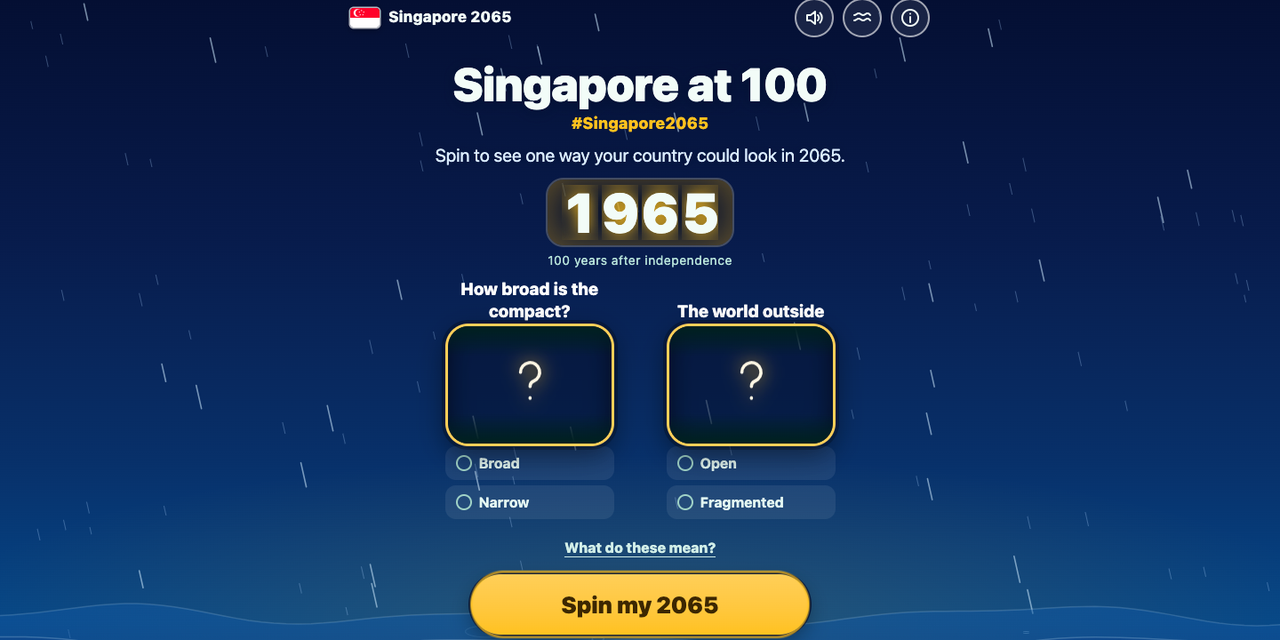 Singapore 2065
Singapore at 100
#Singapore2065
Spin to see one way your country could look in 2065.
1965
100 years after independence
How broad is the
compact?
The world outside
?
?
Broad
Open
Narrow
Fragmented
What do these mean?
Spin my 2065